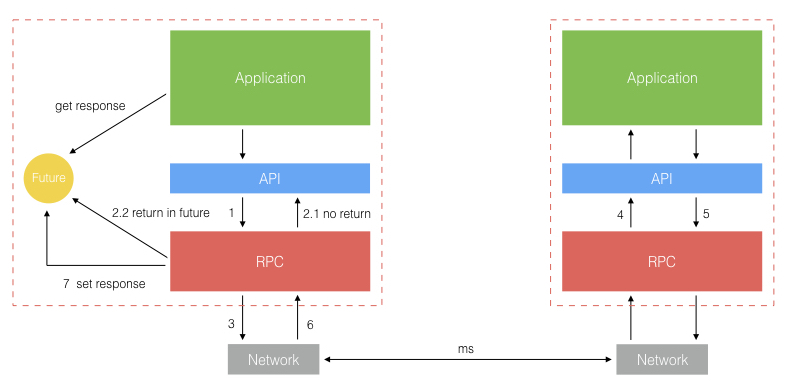 Application
Application
get response
API
API
Future
2.2 return in future
1
2.1 no return
4
5
RPC
RPC
7 set response
3
6
ms
Network
Network